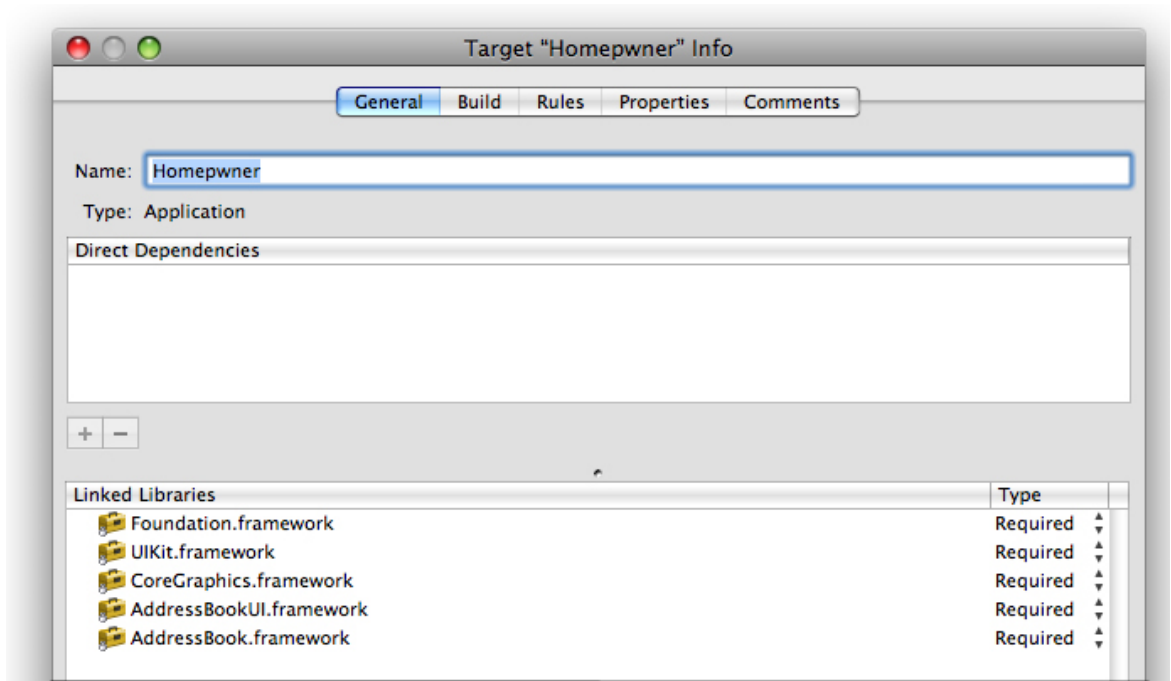 Target “Homepwner” Info
General Build Rules Properties Comments
Name: Homepwner
Type: Application
Direct Dependencies
+ −
Linked Libraries Type
Foundation.framework Required
UIKit.framework Required
CoreGraphics.framework Required
AddressBookUI.framework Required
AddressBook.framework Required